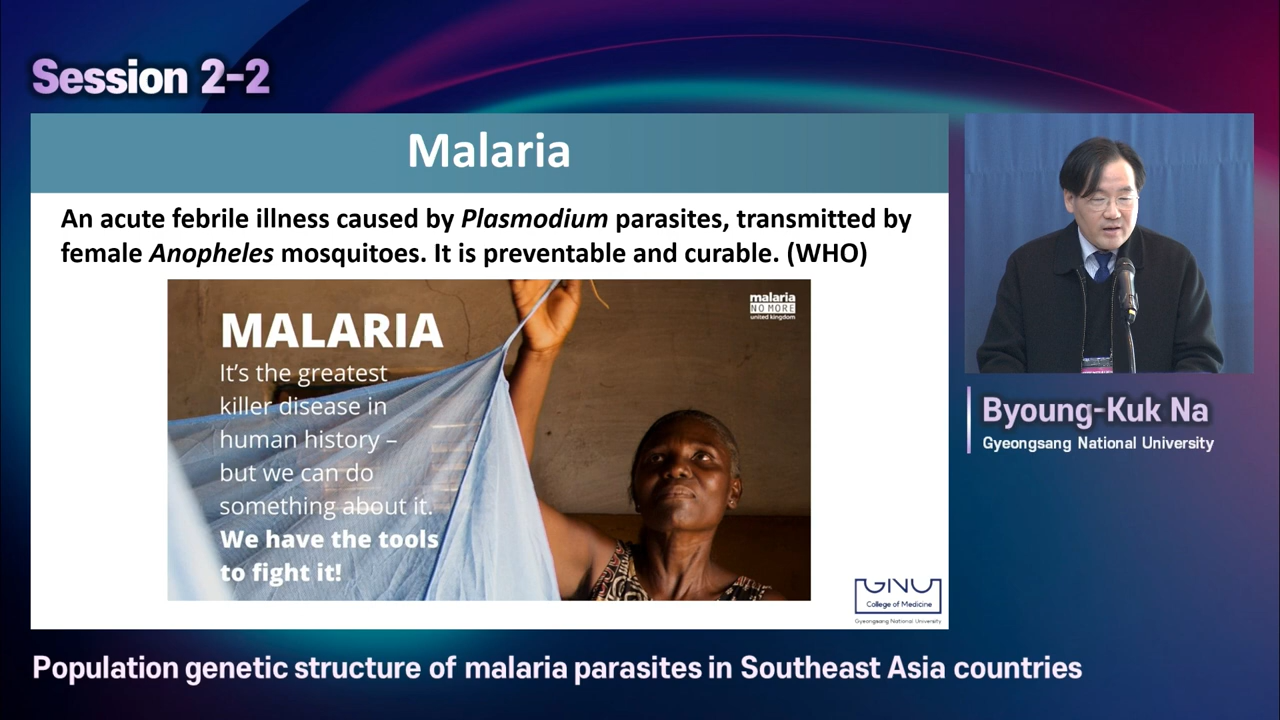 Session 2-2
Malaria
An acute febrile illness caused by Plasmodium parasites, transmitted by
female Anopheles mosquitoes. It is preventable and curable. (WHO)
malaria
NO MORE
united kingdom
MALARIA
It's the greatest
killer disease in
human history –
but we can do
something about it.
We have the tools
to fight it!
GNU
College of Medicine
Gyeongsang National University
Byoung-Kuk Na
Gyeongsang National University
Population genetic structure of malaria parasites in Southeast Asia countries